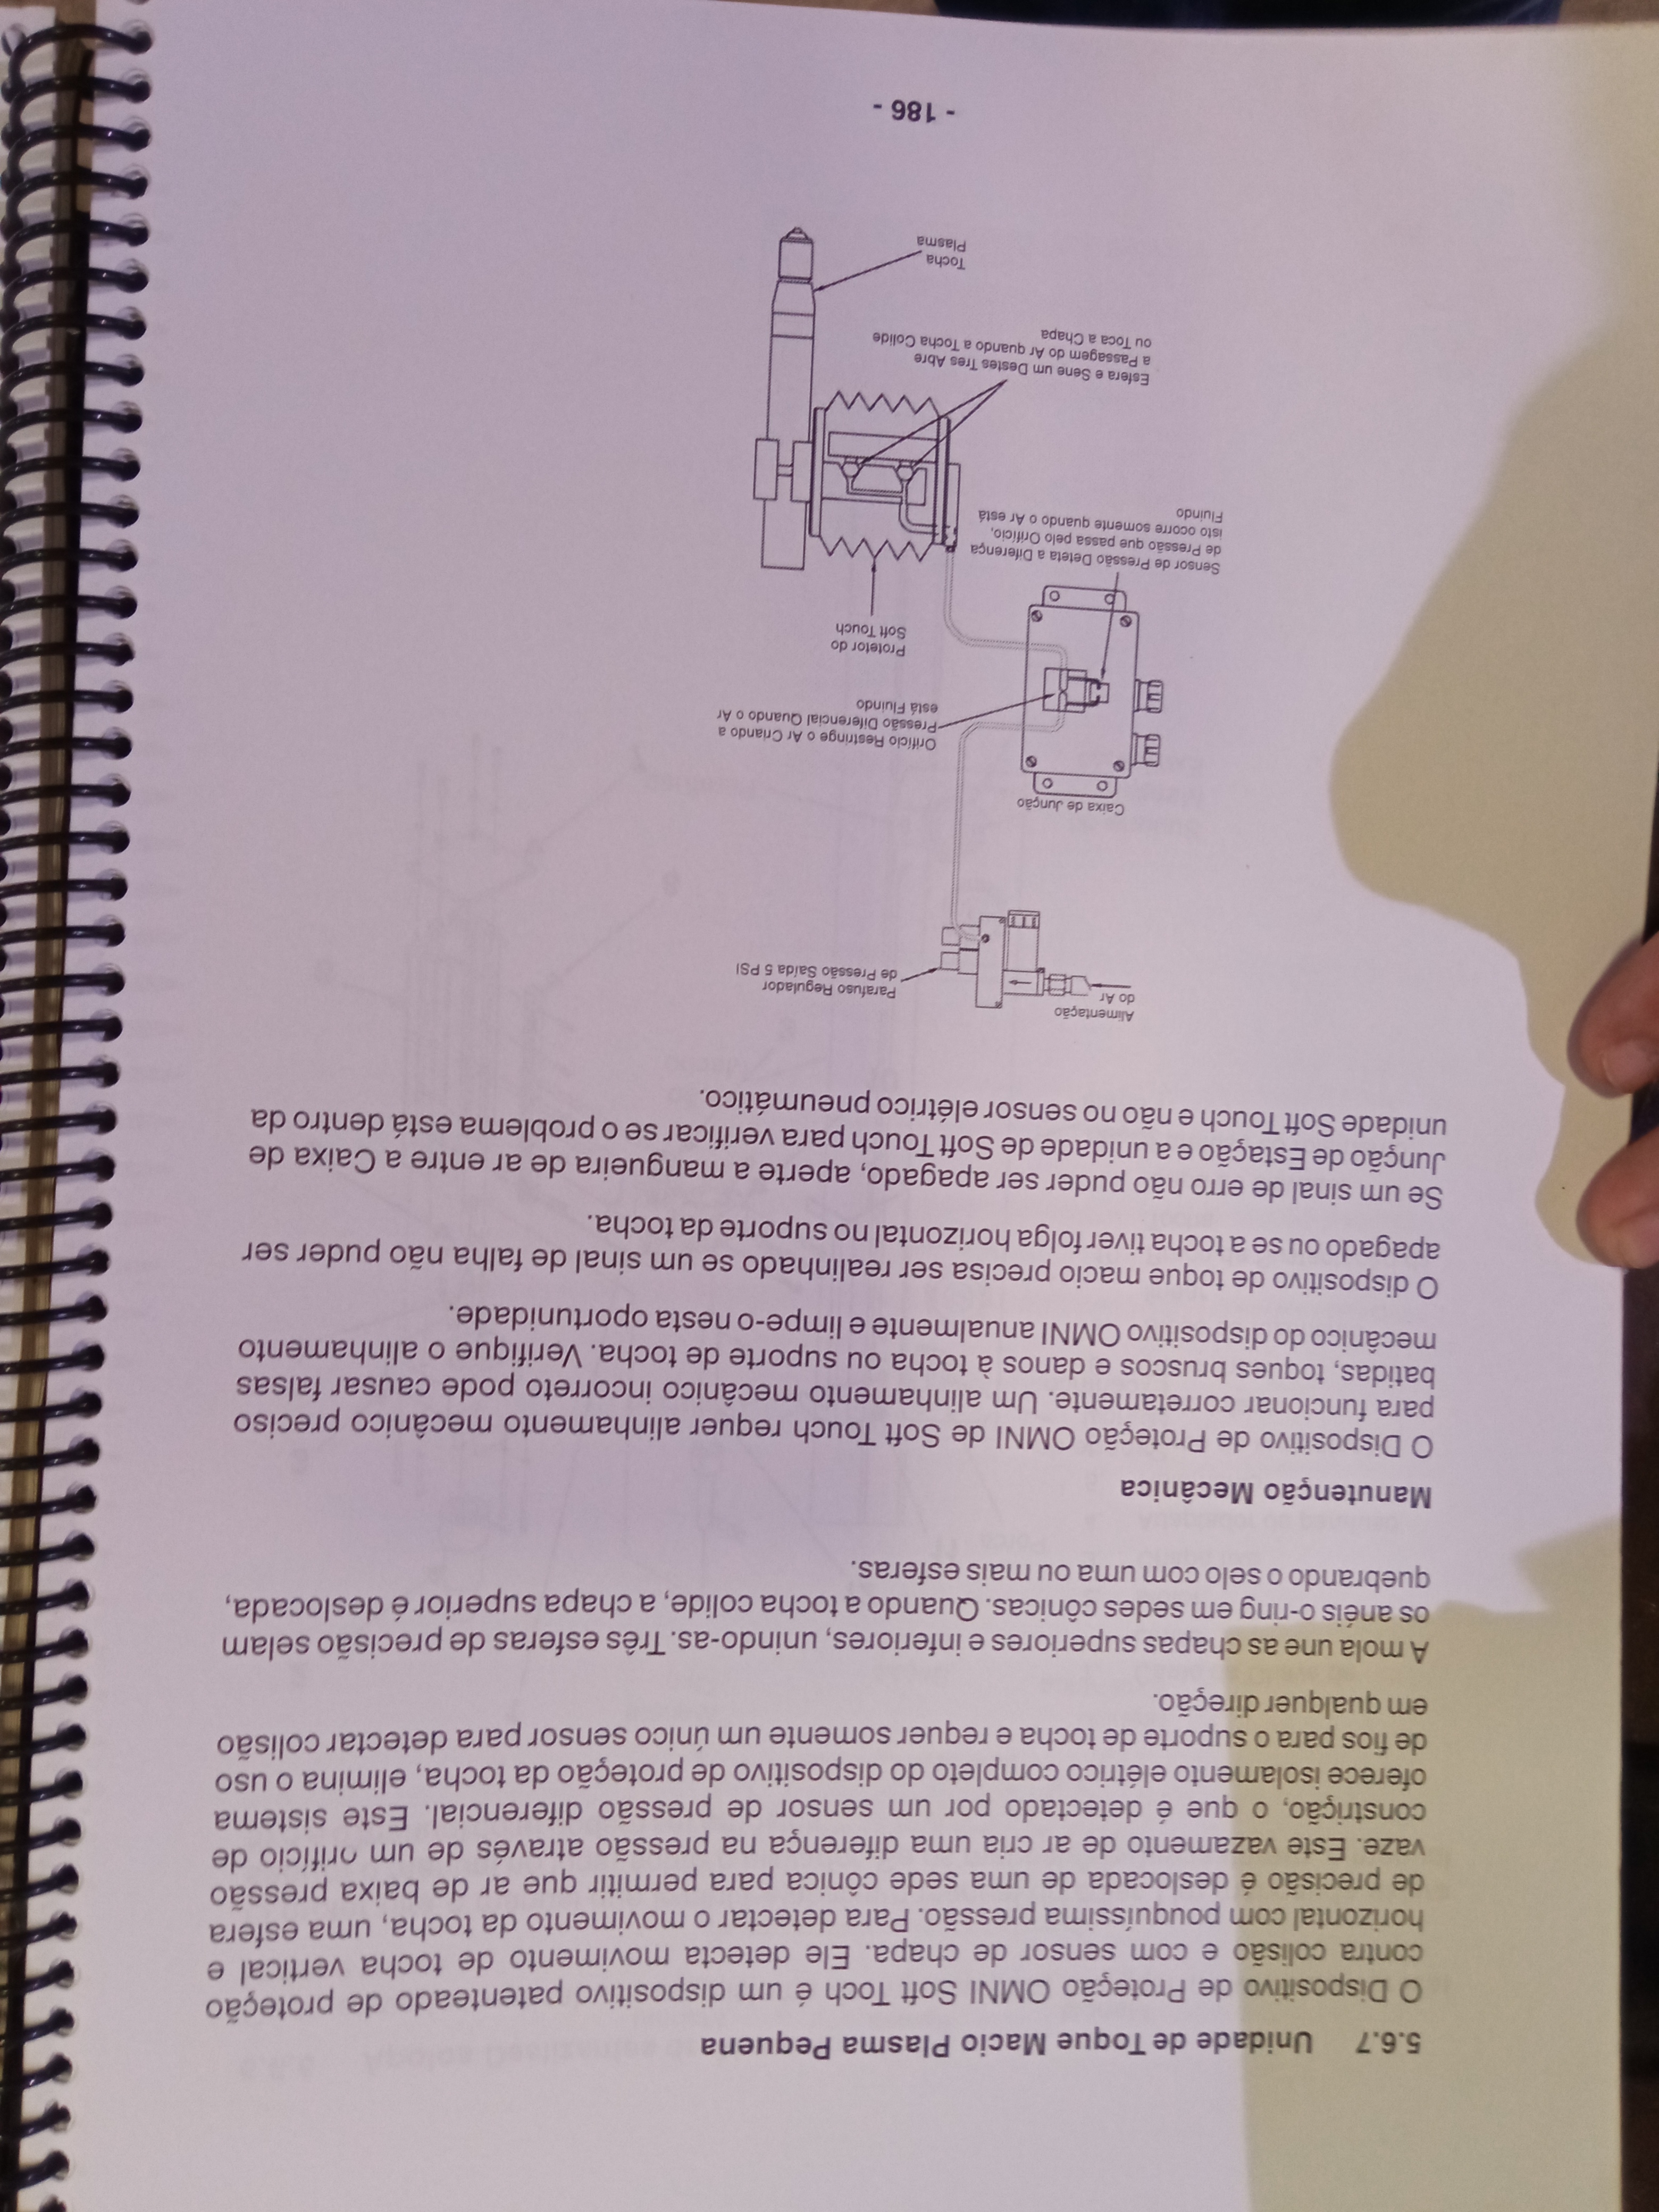 5.6.7 Unidade de Toque Macio Plasma Pequena
O Dispositivo de Proteção OMNI Soft Toch é um dispositivo patenteado de proteção
contra colisão e com sensor de chapa. Ele detecta movimento de tocha vertical e
horizontal com pouquíssima pressão. Para detectar o movimento da tocha, uma esfera
de precisão é deslocada de uma sede cônica para permitir que ar de baixa pressão
vaze. Este vazamento de ar cria uma diferença na pressão através de um orifício de
constrição, o que é detectado por um sensor de pressão diferencial. Este sistema
oferece isolamento elétrico completo do dispositivo de proteção da tocha, elimina o uso
de fios para o suporte de tocha e requer somente um único sensor para detectar colisão
em qualquer direção.
A mola une as chapas superiores e inferiores, unindo-as. Três esferas de precisão selam
os anéis o-ring em sedes cônicas. Quando a tocha colide, a chapa superior é deslocada,
quebrando o selo com uma ou mais esferas.
Manutenção Mecânica
O Dispositivo de Proteção OMNI de Soft Touch requer alinhamento mecânico preciso
para funcionar corretamente. Um alinhamento mecânico incorreto pode causar falsas
batidas, toques bruscos e danos à tocha ou suporte de tocha. Verifique o alinhamento
mecânico do dispositivo OMNI anualmente e limpe-o nesta oportunidade.
O dispositivo de toque macio precisa ser realinhado se um sinal de falha não puder ser
apagado ou se a tocha tiver folga horizontal no suporte da tocha.
Se um sinal de erro não puder ser apagado, aperte a mangueira de ar entre a Caixa de
Junção de Estação e a unidade de Soft Touch para verificar se o problema está dentro da
unidade Soft Touch e não no sensor elétrico pneumático.
Alimentação
do Ar
Parafuso Regulador
de Pressão Saída 5 PSI
Caixa de Junção
Orifício Restringe o Ar Criando a
Pressão Diferencial Quando o Ar
está Fluindo
Protetor do
Soft Touch
Sensor de Pressão Deteta a Diferença
de Pressão que passa pelo Orifício,
isto ocorre somente quando o Ar está
Fluindo
Esfera e Sene um Destes Tres Abre
a Passagem do Ar quando a Tocha Colide
ou Toca a Chapa
Tocha
Plasma
- 186 -